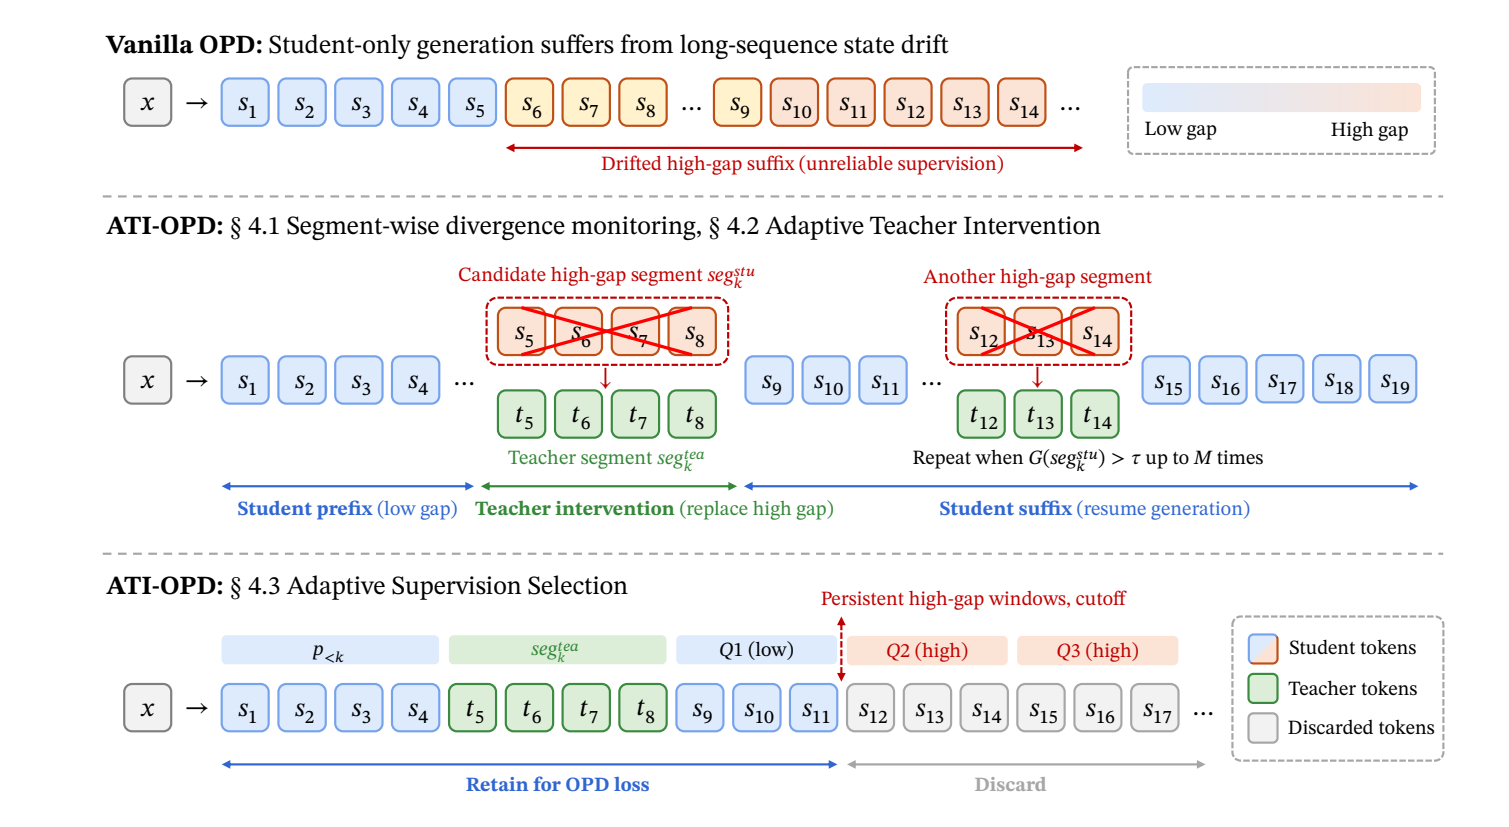 Vanilla OPD: Student-only generation suffers from long-sequence state drift
x → s1 s2 s3 s4 s5 s6 s7 s8 ... s9 s10 s11 s12 s13 s14 ...
Low gap High gap
Drifted high-gap suffix (unreliable supervision)
ATI-OPD: § 4.1 Segment-wise divergence monitoring, § 4.2 Adaptive Teacher Intervention
Candidate high-gap segment seg_k^stu Another high-gap segment
s5 s6 s7 s8 s12 s13 s14
x → s1 s2 s3 s4 ... s9 s10 s11 ... s15 s16 s17 s18 s19
t5 t6 t7 t8 t12 t13 t14
Teacher segment seg_k^tea Repeat when G(seg_k^stu) > τ up to M times
Student prefix (low gap) Teacher intervention (replace high gap) Student suffix (resume generation)
ATI-OPD: § 4.3 Adaptive Supervision Selection
Persistent high-gap windows, cutoff
p_<k seg_k^tea Q1 (low) Q2 (high) Q3 (high)
x → s1 s2 s3 s4 t5 t6 t7 t8 s9 s10 s11 s12 s13 s14 s15 s16 s17 ...
Student tokens
Teacher tokens
Discarded tokens
Retain for OPD loss Discard